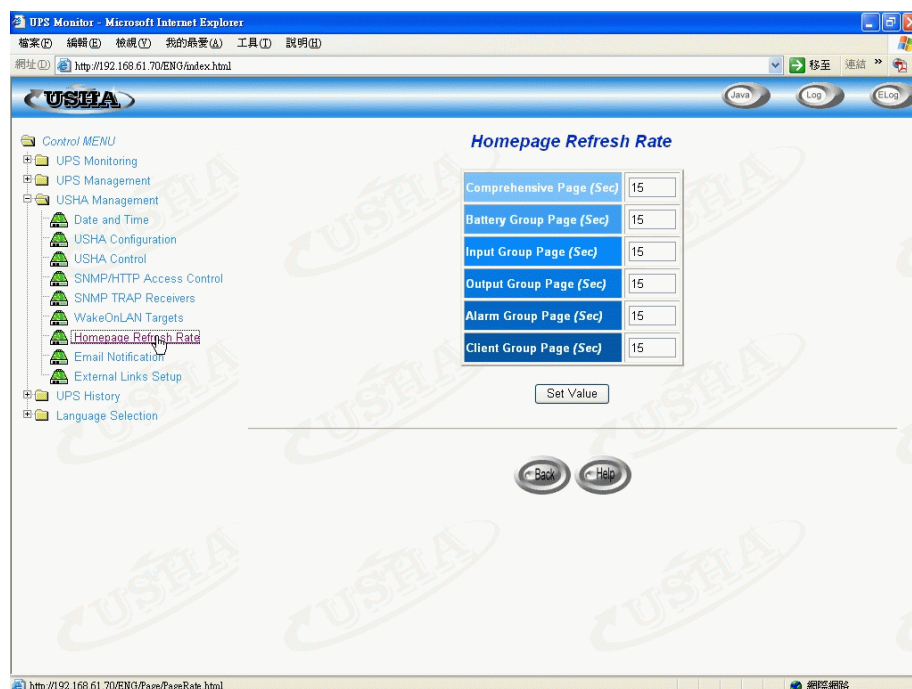 UPS Monitor - Microsoft Internet Explorer
檔案(F) 編輯(E) 檢視(V) 我的最愛(A) 工具(T) 說明(H)
網址(D) http://192.168.61.70/ENG/index.html 移至 連結 »
USHA Java Log ELog
Control MENU
UPS Monitoring
UPS Management
USHA Management
Date and Time
USHA Configuration
USHA Control
SNMP/HTTP Access Control
SNMP TRAP Receivers
WakeOnLAN Targets
Homepage Refresh Rate
Email Notification
External Links Setup
UPS History
Language Selection
Homepage Refresh Rate
Comprehensive Page (Sec) 15
Battery Group Page (Sec) 15
Input Group Page (Sec) 15
Output Group Page (Sec) 15
Alarm Group Page (Sec) 15
Client Group Page (Sec) 15
Set Value
Back Help
http://192.168.61.70/ENG/Page/PageRate.html 網際網路